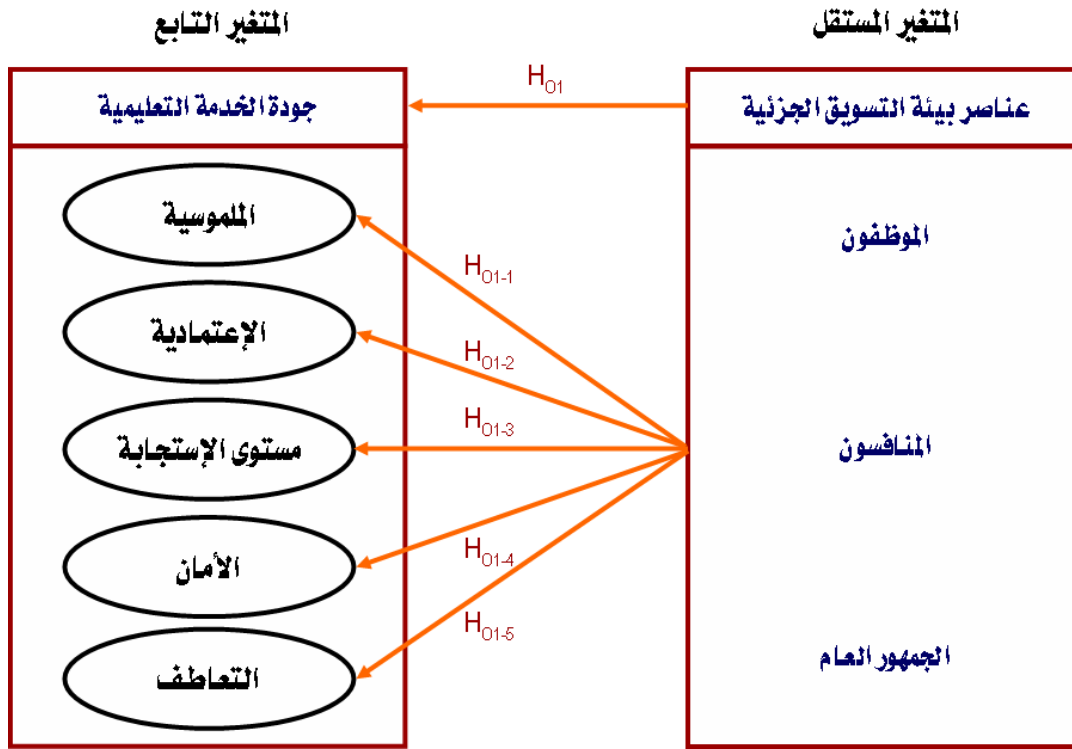 المتغير المستقل
المتغير التابع
عناصر بيئة التسويق الجزئية
H01
جودة الخدمة التعليمية
الموظفون
المنافسون
الجمهور العام
H01-1
H01-2
H01-3
H01-4
H01-5
الملموسية
الإعتمادية
مستوى الإستجابة
الأمان
التعاطف